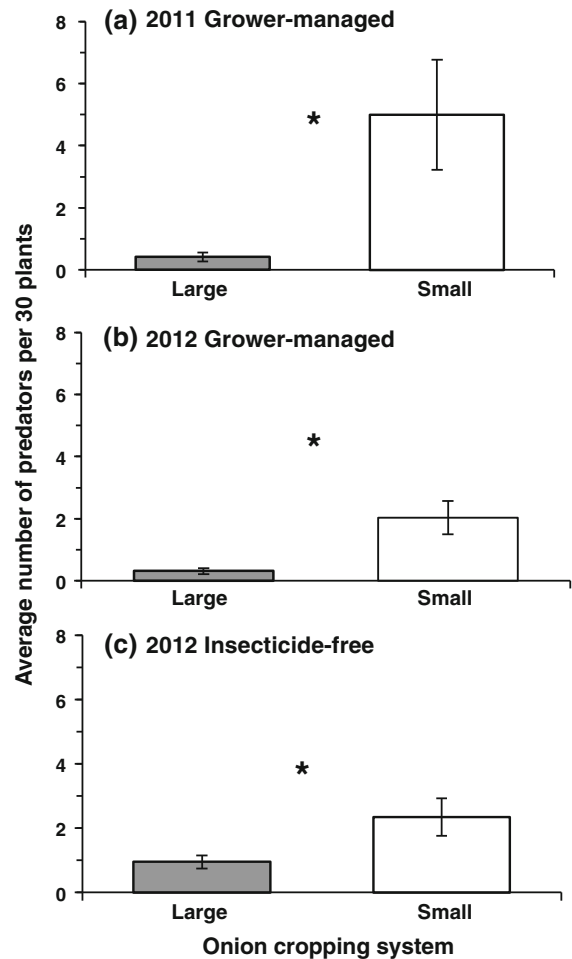 (a) 2011 Grower-managed
8
6
4
2
0
*
Large Small
(b) 2012 Grower-managed
8
6
4
2
0
*
Large Small
(c) 2012 Insecticide-free
8
6
4
2
0
*
Large Small
Average number of predators per 30 plants
Onion cropping system